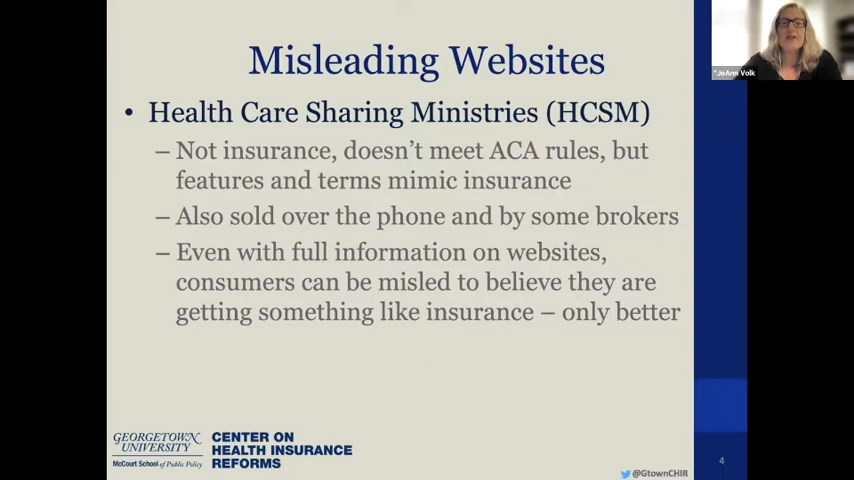 Misleading Websites
• Health Care Sharing Ministries (HCSM)
– Not insurance, doesn’t meet ACA rules, but
features and terms mimic insurance
– Also sold over the phone and by some brokers
– Even with full information on websites,
consumers can be misled to believe they are
getting something like insurance – only better
GEORGETOWN
UNIVERSITY
McCourt School of Public Policy
CENTER ON
HEALTH INSURANCE
REFORMS
@GtownCHIR
4
*JoAnn Volk